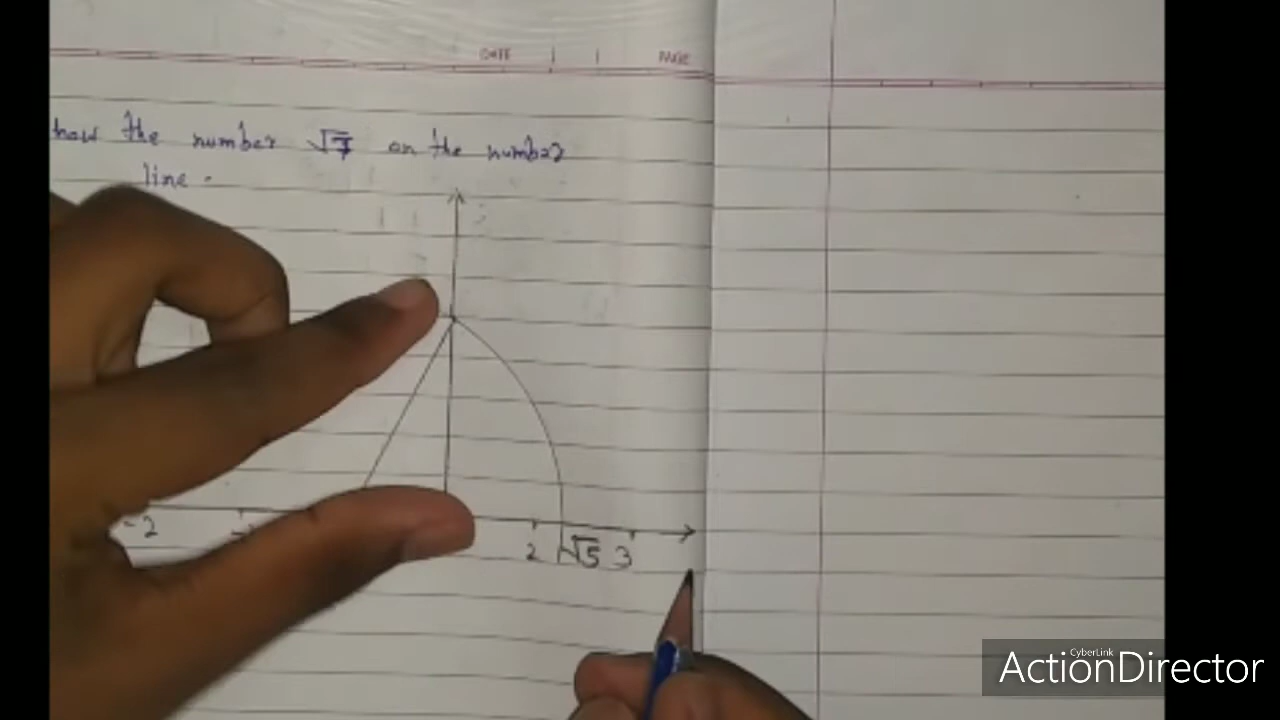 DATE PAGE
how the number √7 on the number
line.
-2 2 √5 3
CyberLink
ActionDirector